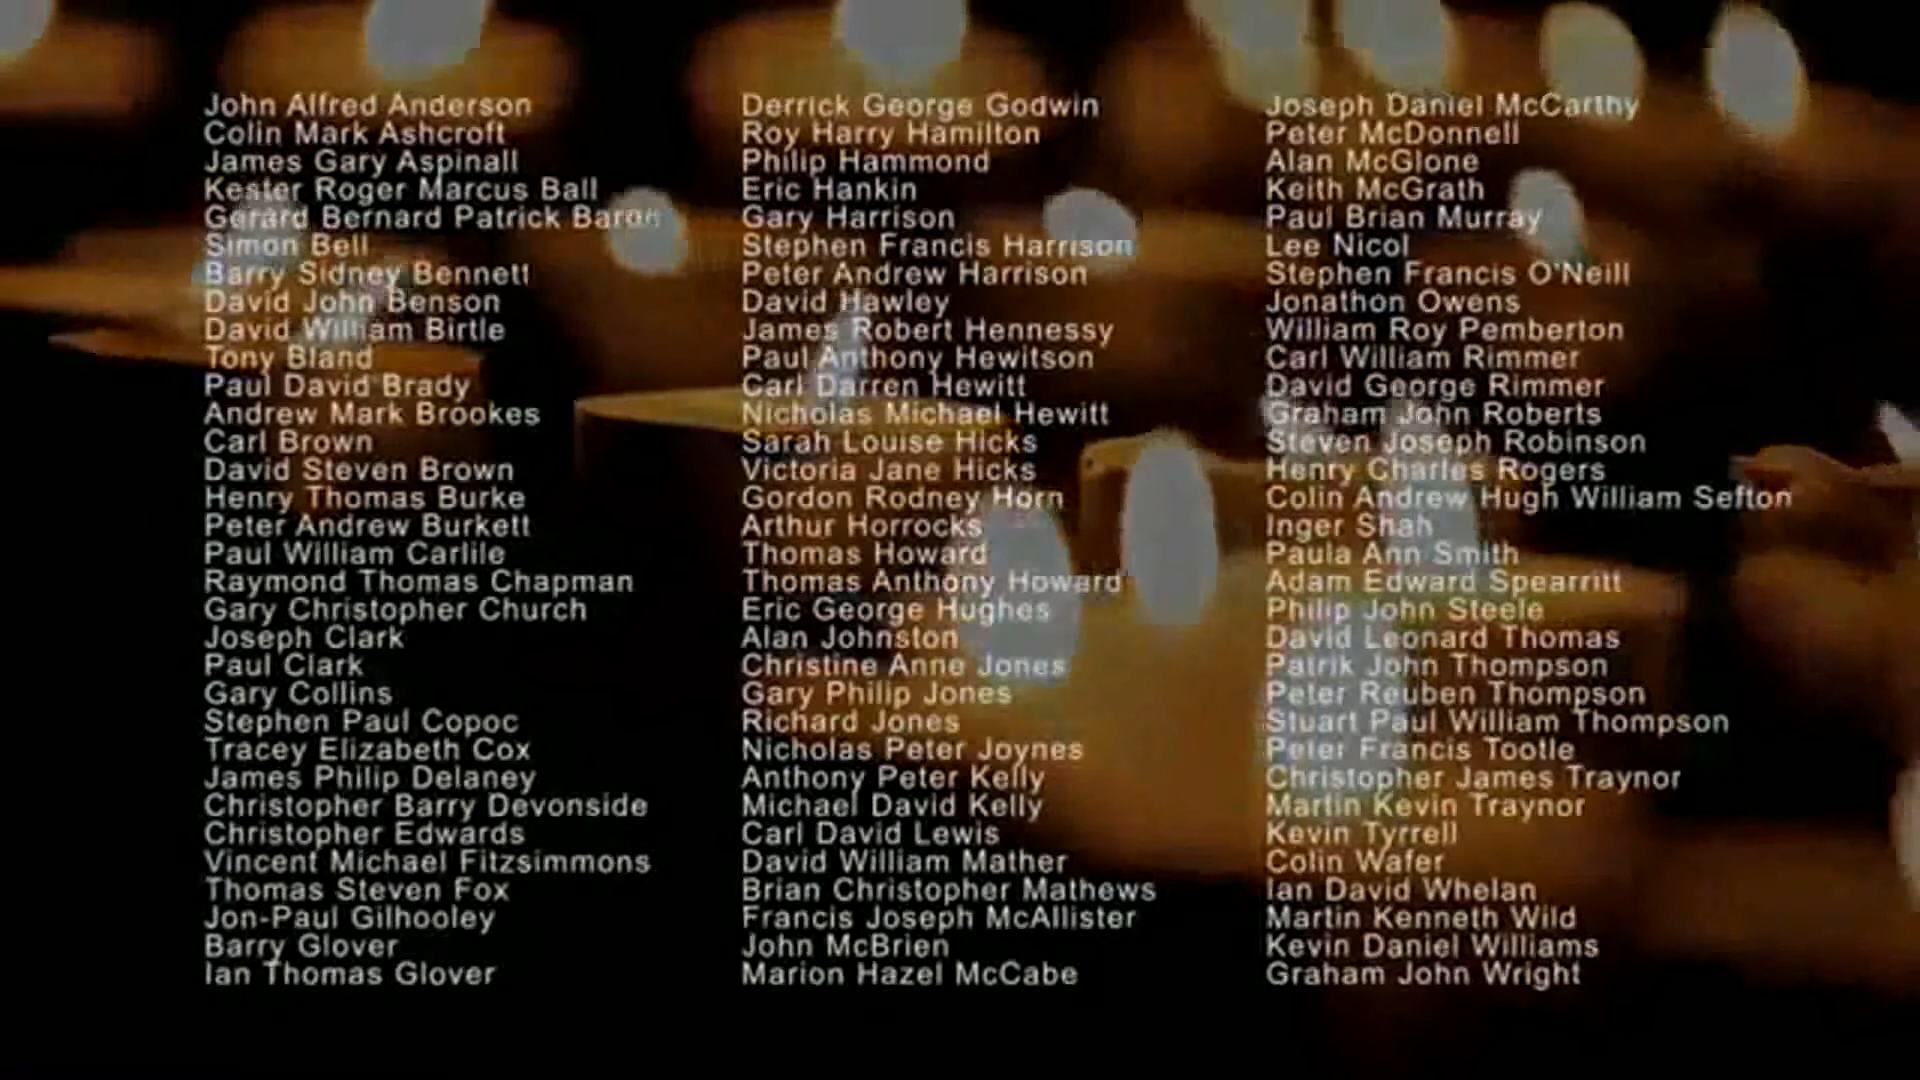 John Alfred Anderson
Colin Mark Ashcroft
James Gary Aspinall
Kester Roger Marcus Ball
Gerard Bernard Patrick Baron
Simon Bell
Barry Sidney Bennett
David John Benson
David William Birtle
Tony Bland
Paul David Brady
Andrew Mark Brookes
Carl Brown
David Steven Brown
Henry Thomas Burke
Peter Andrew Burkett
Paul William Carlile
Raymond Thomas Chapman
Gary Christopher Church
Joseph Clark
Paul Clark
Gary Collins
Stephen Paul Copoc
Tracey Elizabeth Cox
James Philip Delaney
Christopher Barry Devonside
Christopher Edwards
Vincent Michael Fitzsimmons
Thomas Steven Fox
Jon-Paul Gilhooley
Barry Glover
Ian Thomas Glover
Derrick George Godwin
Roy Harry Hamilton
Philip Hammond
Eric Hankin
Gary Harrison
Stephen Francis Harrison
Peter Andrew Harrison
David Hawley
James Robert Hennessy
Paul Anthony Hewitson
Carl Darren Hewitt
Nicholas Michael Hewitt
Sarah Louise Hicks
Victoria Jane Hicks
Gordon Rodney Horn
Arthur Horrocks
Thomas Howard
Thomas Anthony Howard
Eric George Hughes
Alan Johnston
Christine Anne Jones
Gary Philip Jones
Richard Jones
Nicholas Peter Joynes
Anthony Peter Kelly
Michael David Kelly
Carl David Lewis
David William Mather
Brian Christopher Mathews
Francis Joseph McAllister
John McBrien
Marion Hazel McCabe
Joseph Daniel McCarthy
Peter McDonnell
Alan McGlone
Keith McGrath
Paul Brian Murray
Lee Nicol
Stephen Francis O'Neill
Jonathon Owens
William Roy Pemberton
Carl William Rimmer
David George Rimmer
Graham John Roberts
Steven Joseph Robinson
Henry Charles Rogers
Colin Andrew Hugh William Sefton
Inger Shah
Paula Ann Smith
Adam Edward Spearritt
Philip John Steele
David Leonard Thomas
Patrik John Thompson
Peter Reuben Thompson
Stuart Paul William Thompson
Peter Francis Tootle
Christopher James Traynor
Martin Kevin Traynor
Kevin Tyrrell
Colin Wafer
Ian David Whelan
Martin Kenneth Wild
Kevin Daniel Williams
Graham John Wright